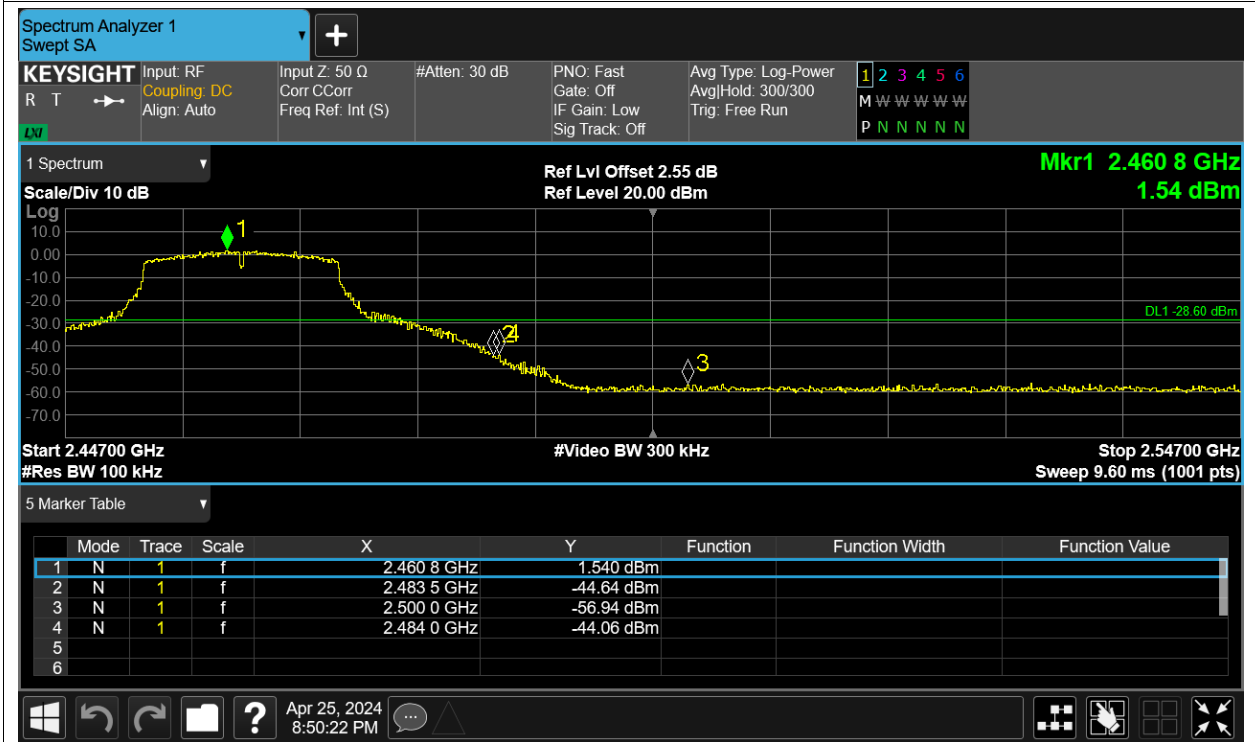 Spectrum Analyzer 1
Swept SA
+
KEYSIGHT Input: RF Input Z: 50 Ω #Atten: 30 dB PNO: Fast Avg Type: Log-Power 1 2 3 4 5 6
R T Coupling: DC Corr CCorr Gate: Off Avg|Hold: 300/300 M W W W W W
Align: Auto Freq Ref: Int (S) IF Gain: Low Trig: Free Run
LXI Sig Track: Off P N N N N N
1 Spectrum Ref Lvl Offset 2.55 dB Mkr1 2.460 8 GHz
Scale/Div 10 dB Ref Level 20.00 dBm 1.54 dBm
Log
10.0
0.00
-10.0
-20.0
-30.0
-40.0
-50.0
-60.0
-70.0
1
2
4
3
DL1 -28.60 dBm
Start 2.44700 GHz #Video BW 300 kHz Stop 2.54700 GHz
#Res BW 100 kHz Sweep 9.60 ms (1001 pts)
5 Marker Table
Mode Trace Scale X Y Function Function Width Function Value
1 N 1 f 2.460 8 GHz 1.540 dBm
2 N 1 f 2.483 5 GHz -44.64 dBm
3 N 1 f 2.500 0 GHz -56.94 dBm
4 N 1 f 2.484 0 GHz -44.06 dBm
5
6
? Apr 25, 2024
8:50:22 PM